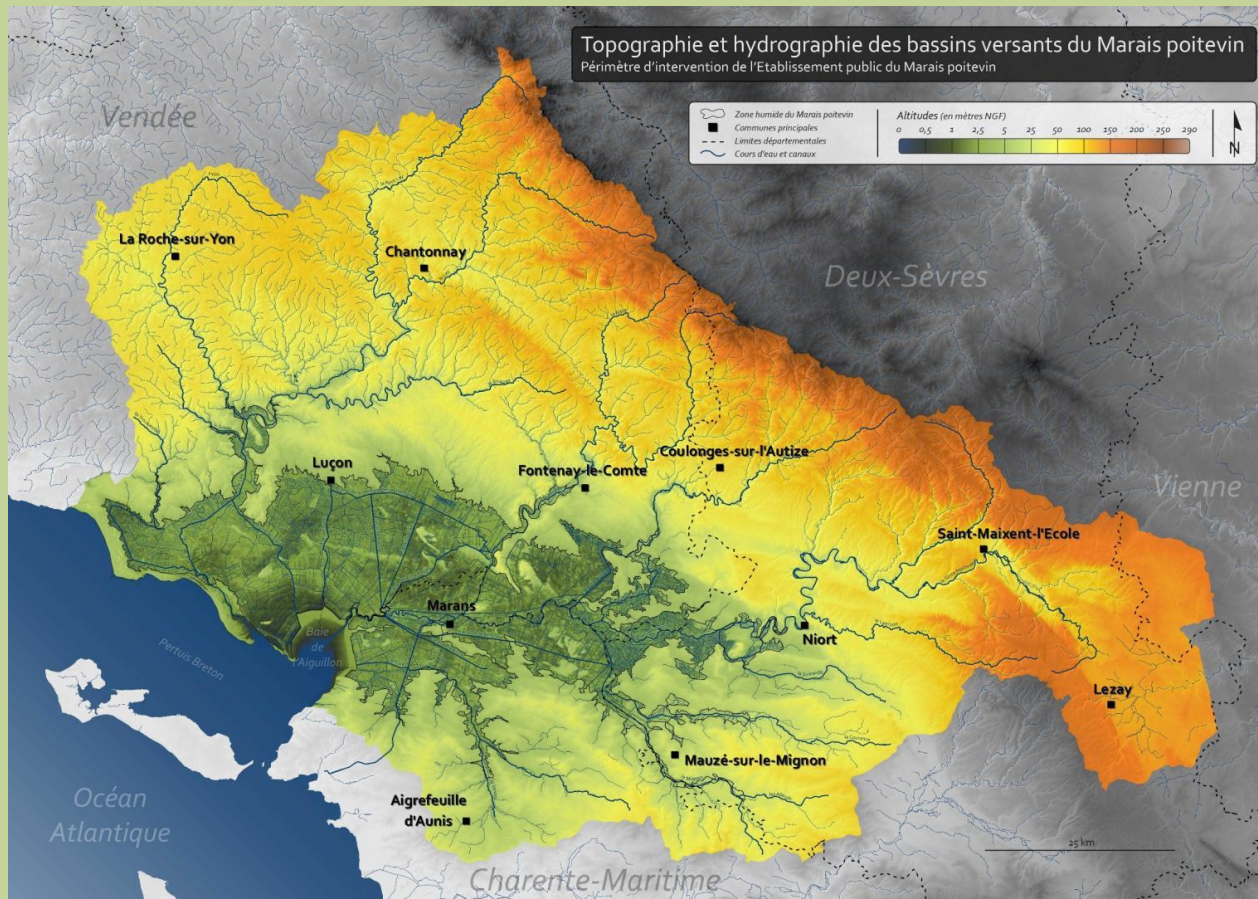 Topographie et hydrographie des bassins versants du Marais poitevin
Périmètre d'intervention de l'Etablissement public du Marais poitevin
Zone humide du Marais poitevin
Communes principales
Limites départementales
Cours d'eau et canaux
Altitudes (en mètres NGF)
0 0,5 1 2,5 5 25 50 100 150 200 250 290
N
Vendée
La Roche-sur-Yon
Chantonnay
Deux-Sèvres
Luçon
Fontenay-le-Comte
Coulonges-sur-l'Autize
Vienne
Saint-Maixent-l'Ecole
Marans
Niort
Baie
de
l'Aiguillon
Pertuis Breton
Lezay
Mauzé-sur-le-Mignon
Océan
Atlantique
Aigrefeuille
d'Aunis
25 km
Charente-Maritime